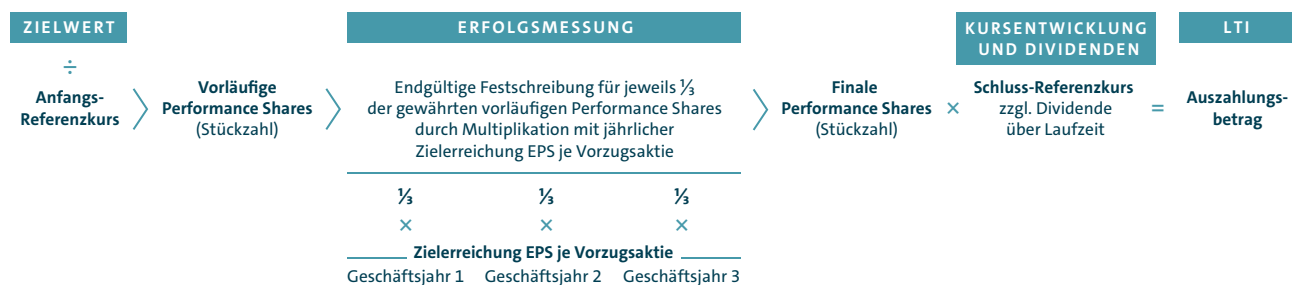 ZIELWERT
÷
Anfangs-
Referenzkurs
Vorläufige
Performance Shares
(Stückzahl)
ERFOLGSMESSUNG
Endgültige Festschreibung für jeweils ⅓
der gewährten vorläufigen Performance Shares
durch Multiplikation mit jährlicher
Zielerreichung EPS je Vorzugsaktie
⅓ ⅓ ⅓
× × ×
Zielerreichung EPS je Vorzugsaktie
Geschäftsjahr 1 Geschäftsjahr 2 Geschäftsjahr 3
Finale
Performance Shares
(Stückzahl)
×
KURSENTWICKLUNG
UND DIVIDENDEN
Schluss-Referenzkurs
zzgl. Dividende
über Laufzeit
=
LTI
Auszahlungs-
betrag